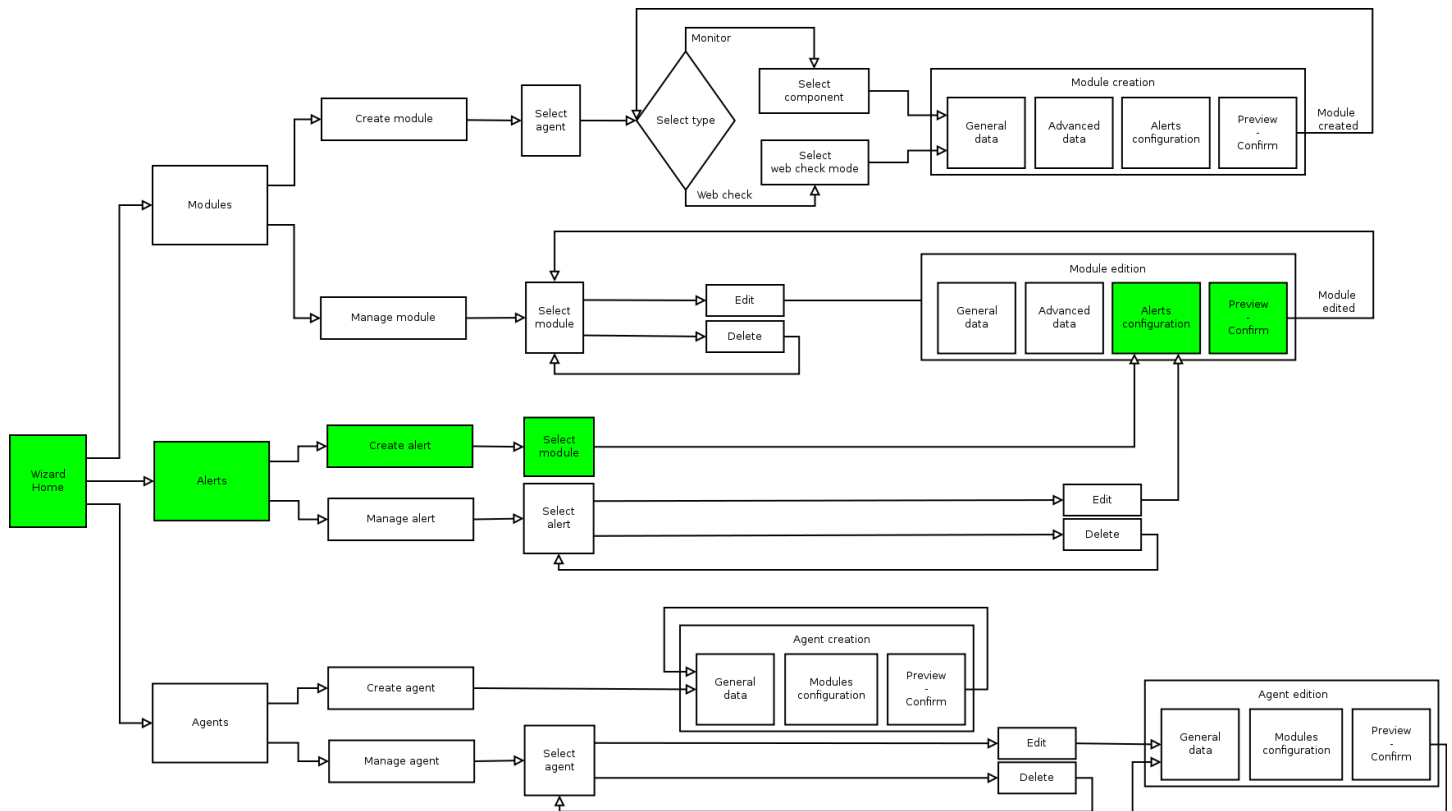 Monitor
Module creation
Select
component
Create module
Select
agent
Select type
General
data
Advanced
data
Alerts
configuration
Preview
-
Confirm
Module
created
Select
web check mode
Web check
Modules
Module edition
Manage module
Select
module
Edit
Delete
General
data
Advanced
data
Alerts
configuration
Preview
-
Confirm
Module
edited
Wizard
Home
Alerts
Create alert
Select
module
Manage alert
Select
alert
Edit
Delete
Agent creation
Agents
Create agent
General
data
Modules
configuration
Preview
-
Confirm
Manage agent
Select
agent
Edit
Delete
Agent edition
General
data
Modules
configuration
Preview
-
Confirm